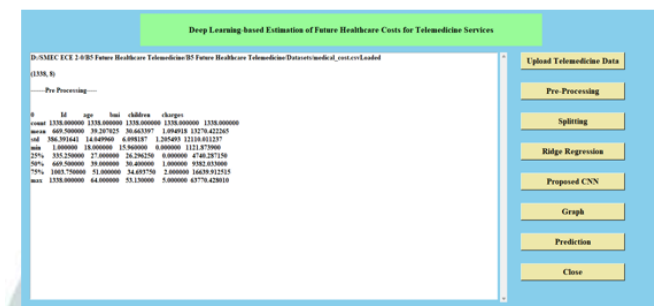 Deep Learning-based Estimation of Future Healthcare Costs for Telemedicine Services
D:/SMEC ECE 2-0/B5 Future Healthcare Telemedicine/B5 Future Healthcare Telemedicine/Datasets/medical_cost.csvLoaded
(1338, 8)
------Pre Processing-----
0 Id age bmi children charges
count 1338.000000 1338.000000 1338.000000 1338.000000 1338.000000
mean 669.500000 39.207025 30.663397 1.094918 13270.422265
std 386.391641 14.049960 6.098187 1.205493 12110.011237
min 1.000000 18.000000 15.960000 0.000000 1121.873900
25% 335.250000 27.000000 26.296250 0.000000 4740.287150
50% 669.500000 39.000000 30.400000 1.000000 9382.033000
75% 1003.750000 51.000000 34.693750 2.000000 16639.912515
max 1338.000000 64.000000 53.130000 5.000000 63770.428010
Upload Telemedicine Data
Pre-Processing
Splitting
Ridge Regression
Proposed CNN
Graph
Prediction
Close